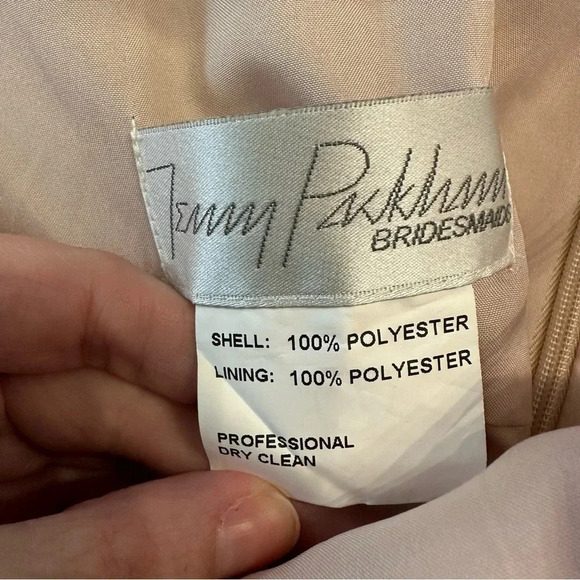 Jenny Packham
BRIDESMAIDS
SHELL: 100% POLYESTER
LINING: 100% POLYESTER
PROFESSIONAL
DRY CLEAN